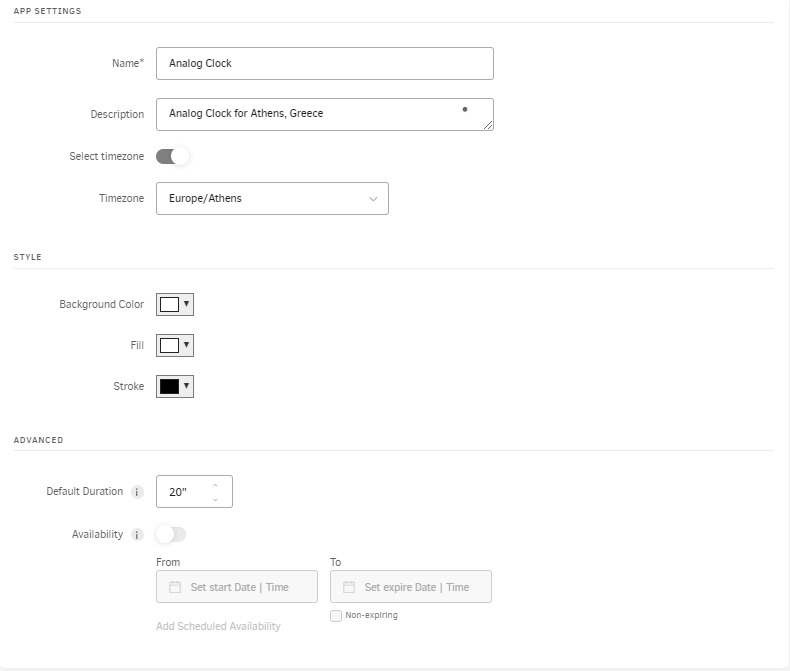 APP SETTINGS
Name* Analog Clock
Description Analog Clock for Athens, Greece
Select timezone
Timezone Europe/Athens
STYLE
Background Color
Fill
Stroke
ADVANCED
Default Duration i 20"
Availability i
From To
Set start Date | Time Set expire Date | Time
Non-expiring
Add Scheduled Availability